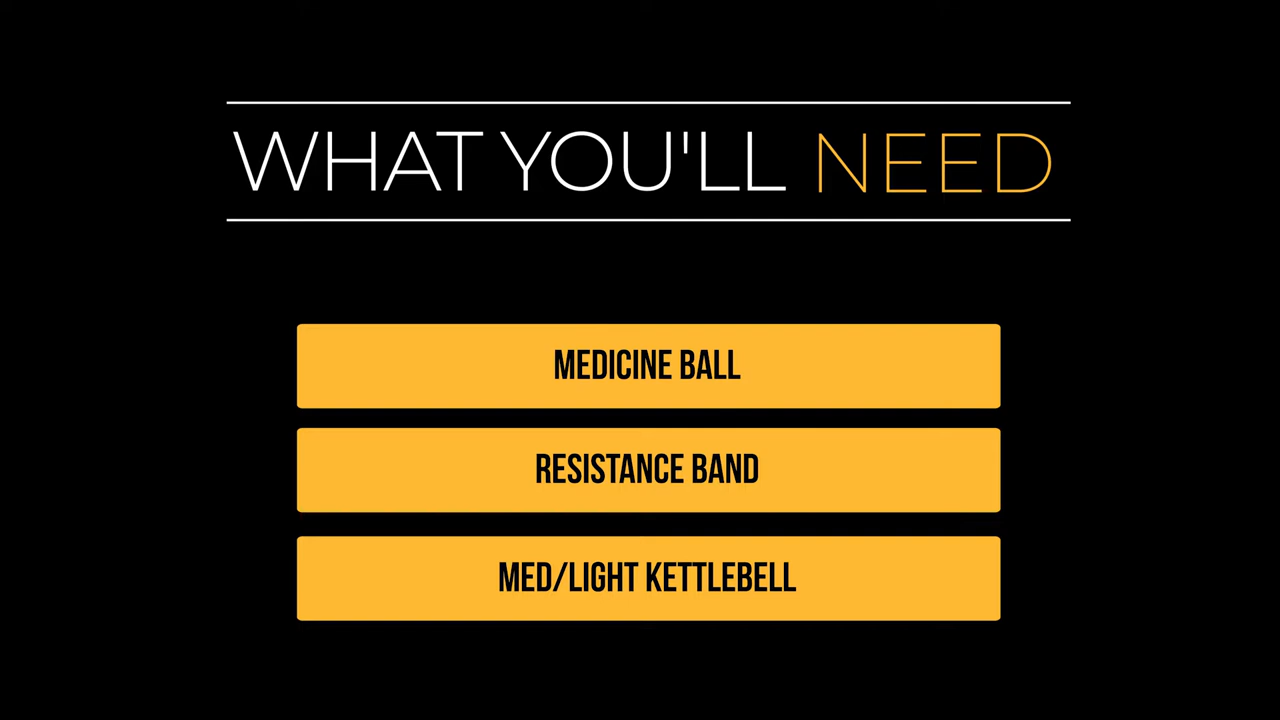 WHAT YOU'LL NEED
MEDICINE BALL
RESISTANCE BAND
MED/LIGHT KETTLEBELL